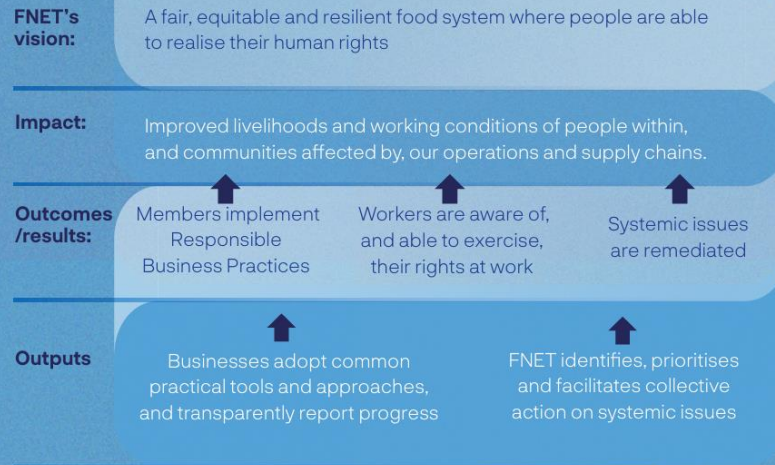 FNET's
vision:
A fair, equitable and resilient food system where people are able
to realise their human rights
Impact:
Improved livelihoods and working conditions of people within,
and communities affected by, our operations and supply chains.
Outcomes
/results:
Members implement
Responsible
Business Practices
Workers are aware of,
and able to exercise,
their rights at work
Systemic issues
are remediated
Outputs
Businesses adopt common
practical tools and approaches,
and transparently report progress
FNET identifies, prioritises
and facilitates collective
action on systemic issues